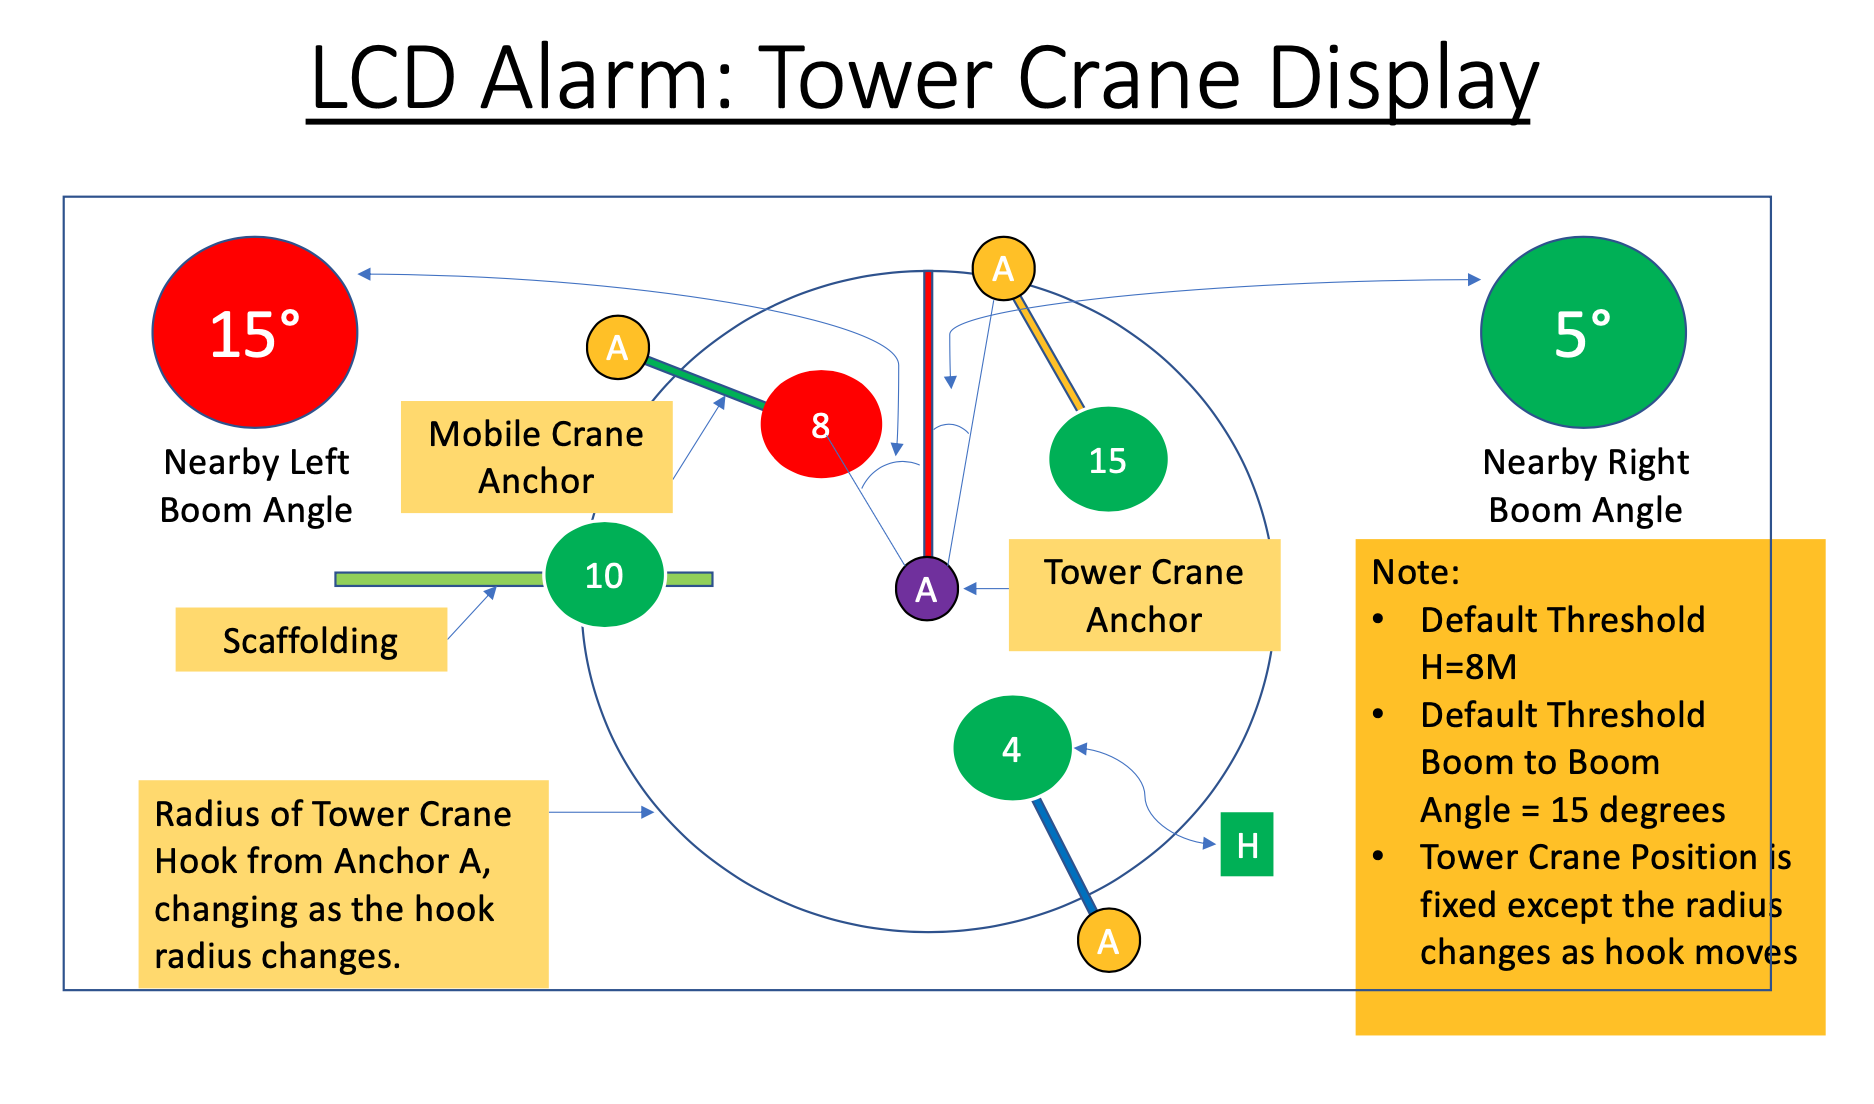 LCD Alarm: Tower Crane Display
15°
Nearby Left
Boom Angle
A
A
5°
Nearby Right
Boom Angle
8
15
Mobile Crane
Anchor
10
Scaffolding
A
Tower Crane
Anchor
4
H
A
Radius of Tower Crane
Hook from Anchor A,
changing as the hook
radius changes.
Note:
• Default Threshold
H=8M
• Default Threshold
Boom to Boom
Angle = 15 degrees
• Tower Crane Position is
fixed except the radius
changes as hook moves